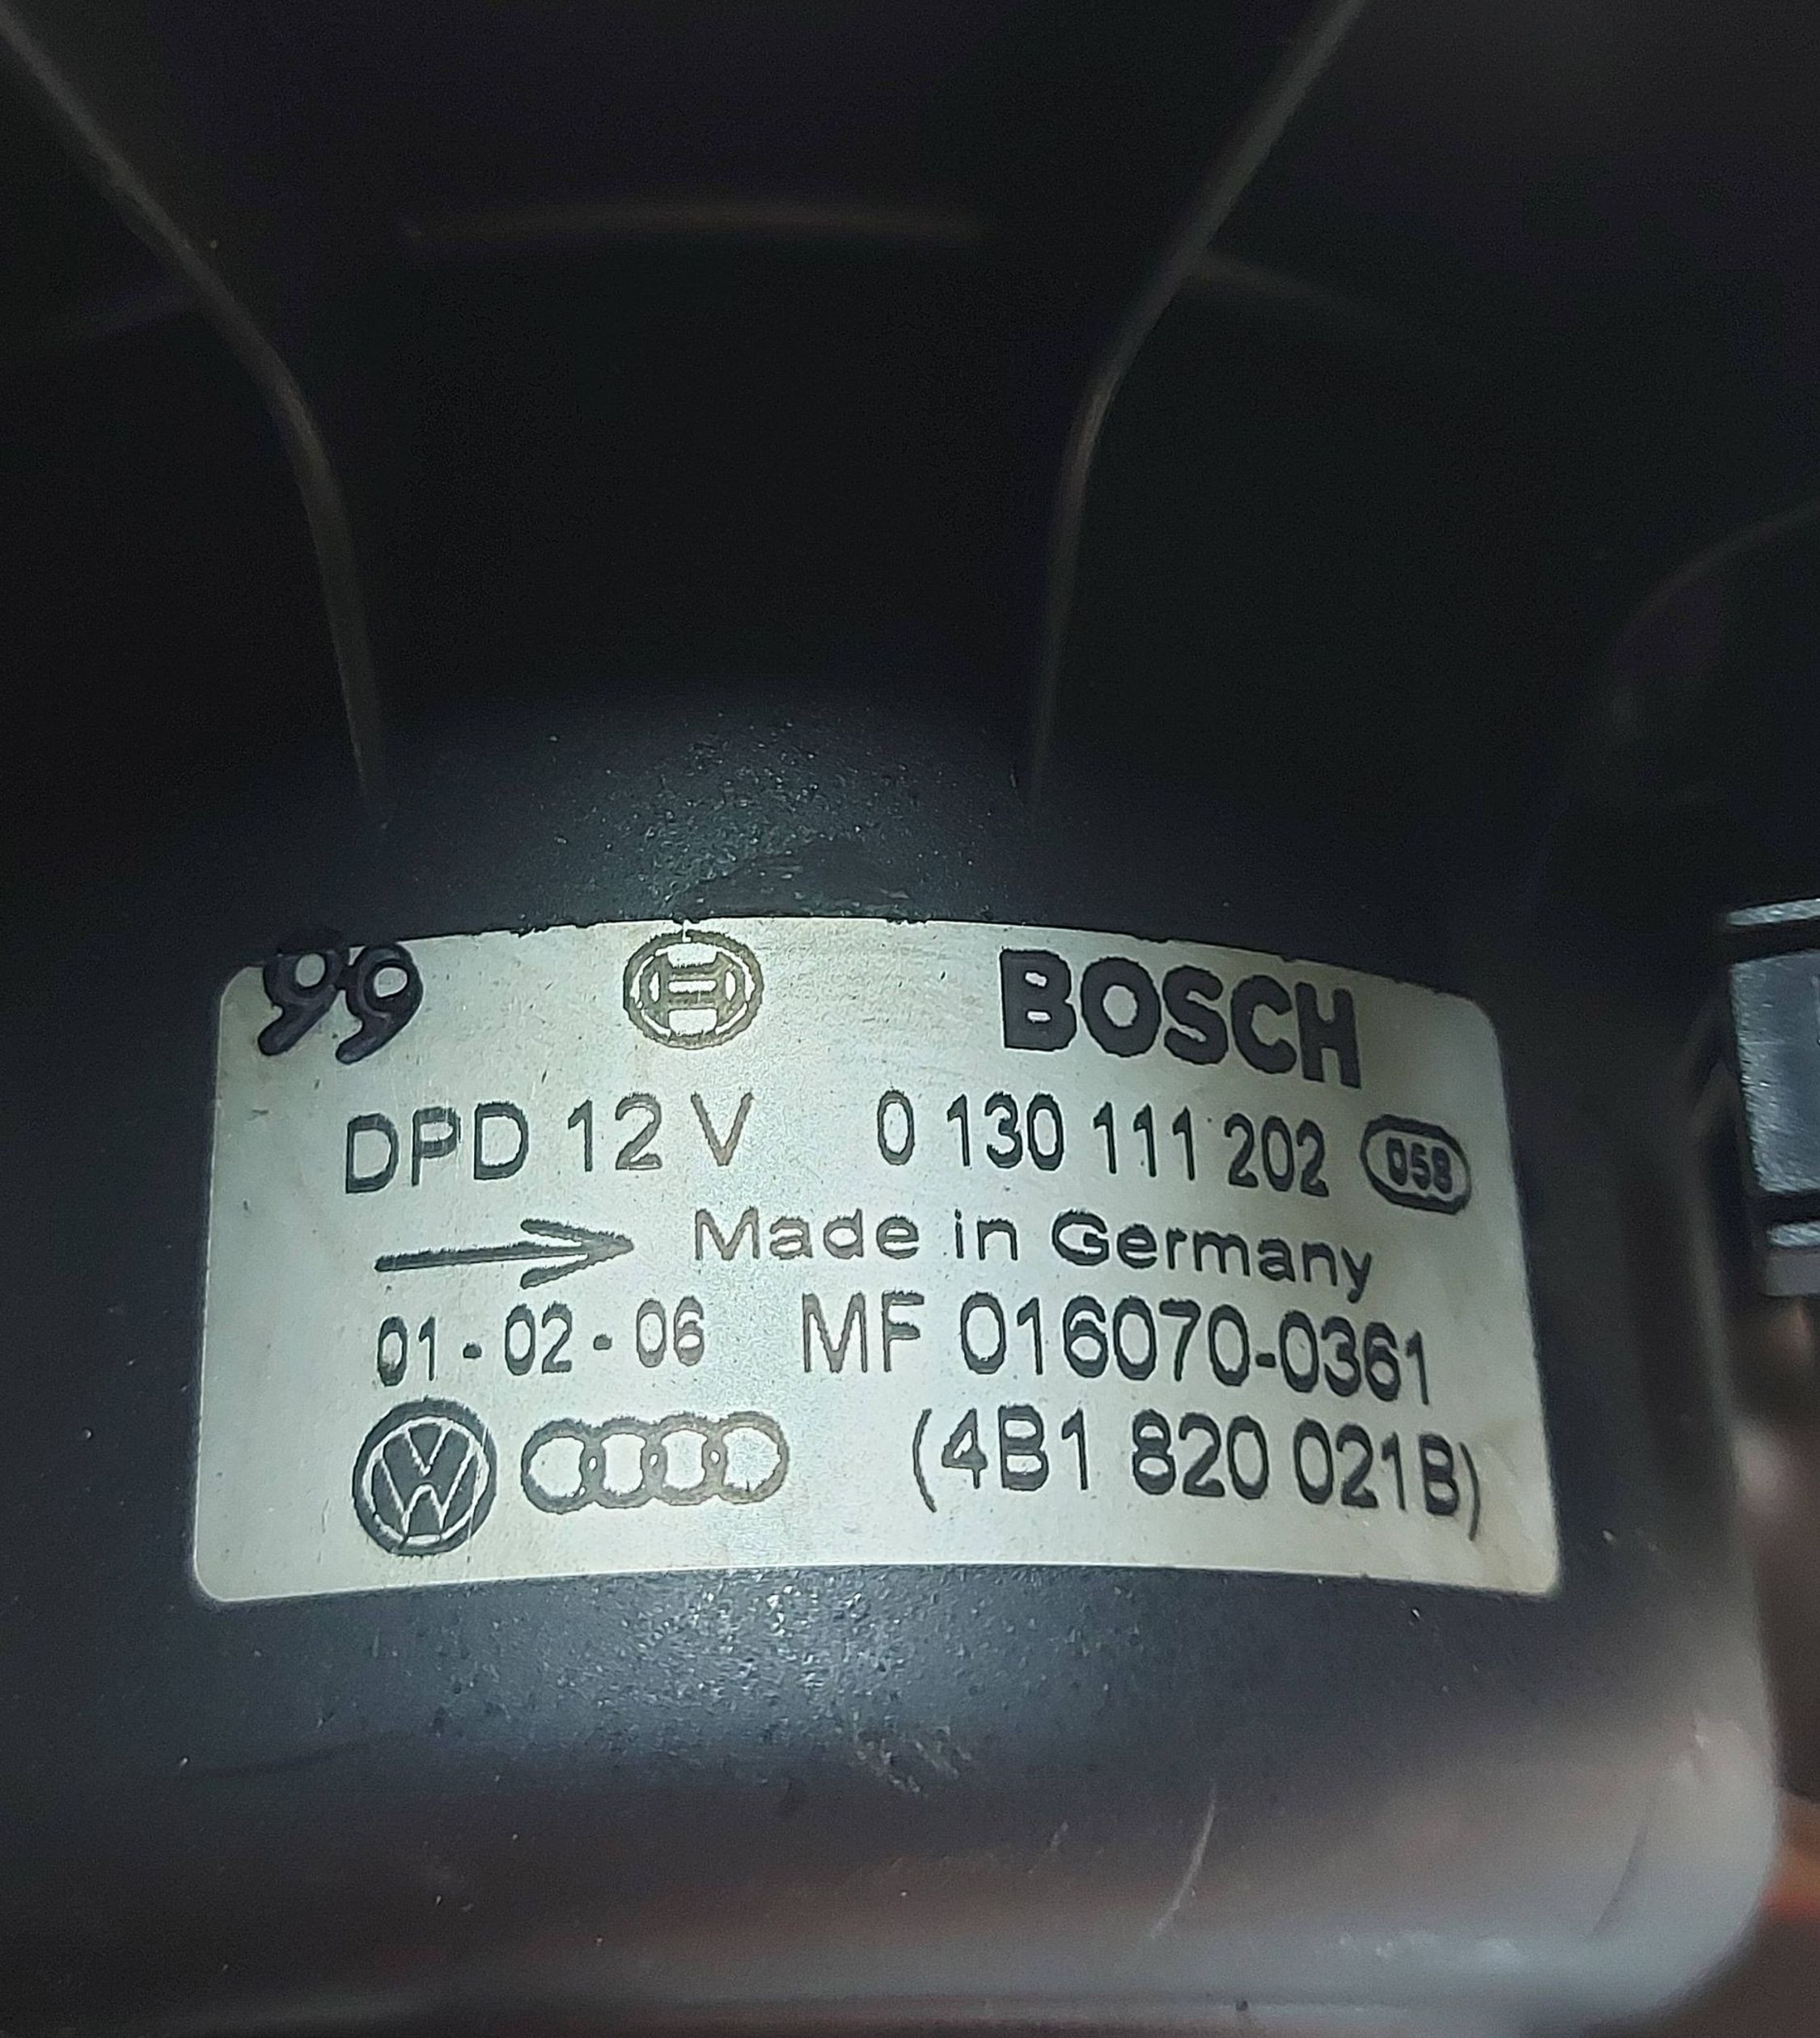 99 BOSCH
DPD 12 V 0 130 111 202 058
Made in Germany
01-02-06 MF 016070-0361
(4B1 820 021B)